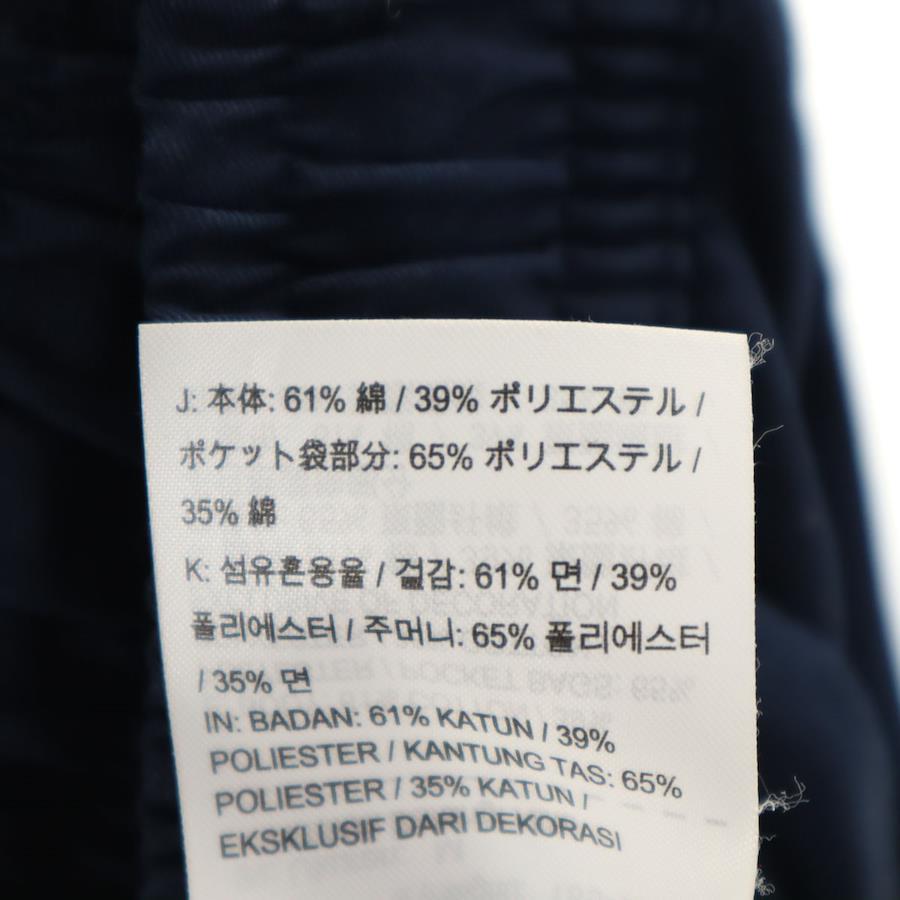 J: 本体: 61% 綿 / 39% ポリエステル /
ポケット袋部分: 65% ポリエステル /
35% 綿
K: 섬유혼용율 / 겉감: 61% 면 / 39%
폴리에스터 / 주머니: 65% 폴리에스터
/ 35% 면
IN: BADAN: 61% KATUN / 39%
POLIESTER / KANTUNG TAS: 65%
POLIESTER / 35% KATUN /
EKSKLUSIF DARI DEKORASI